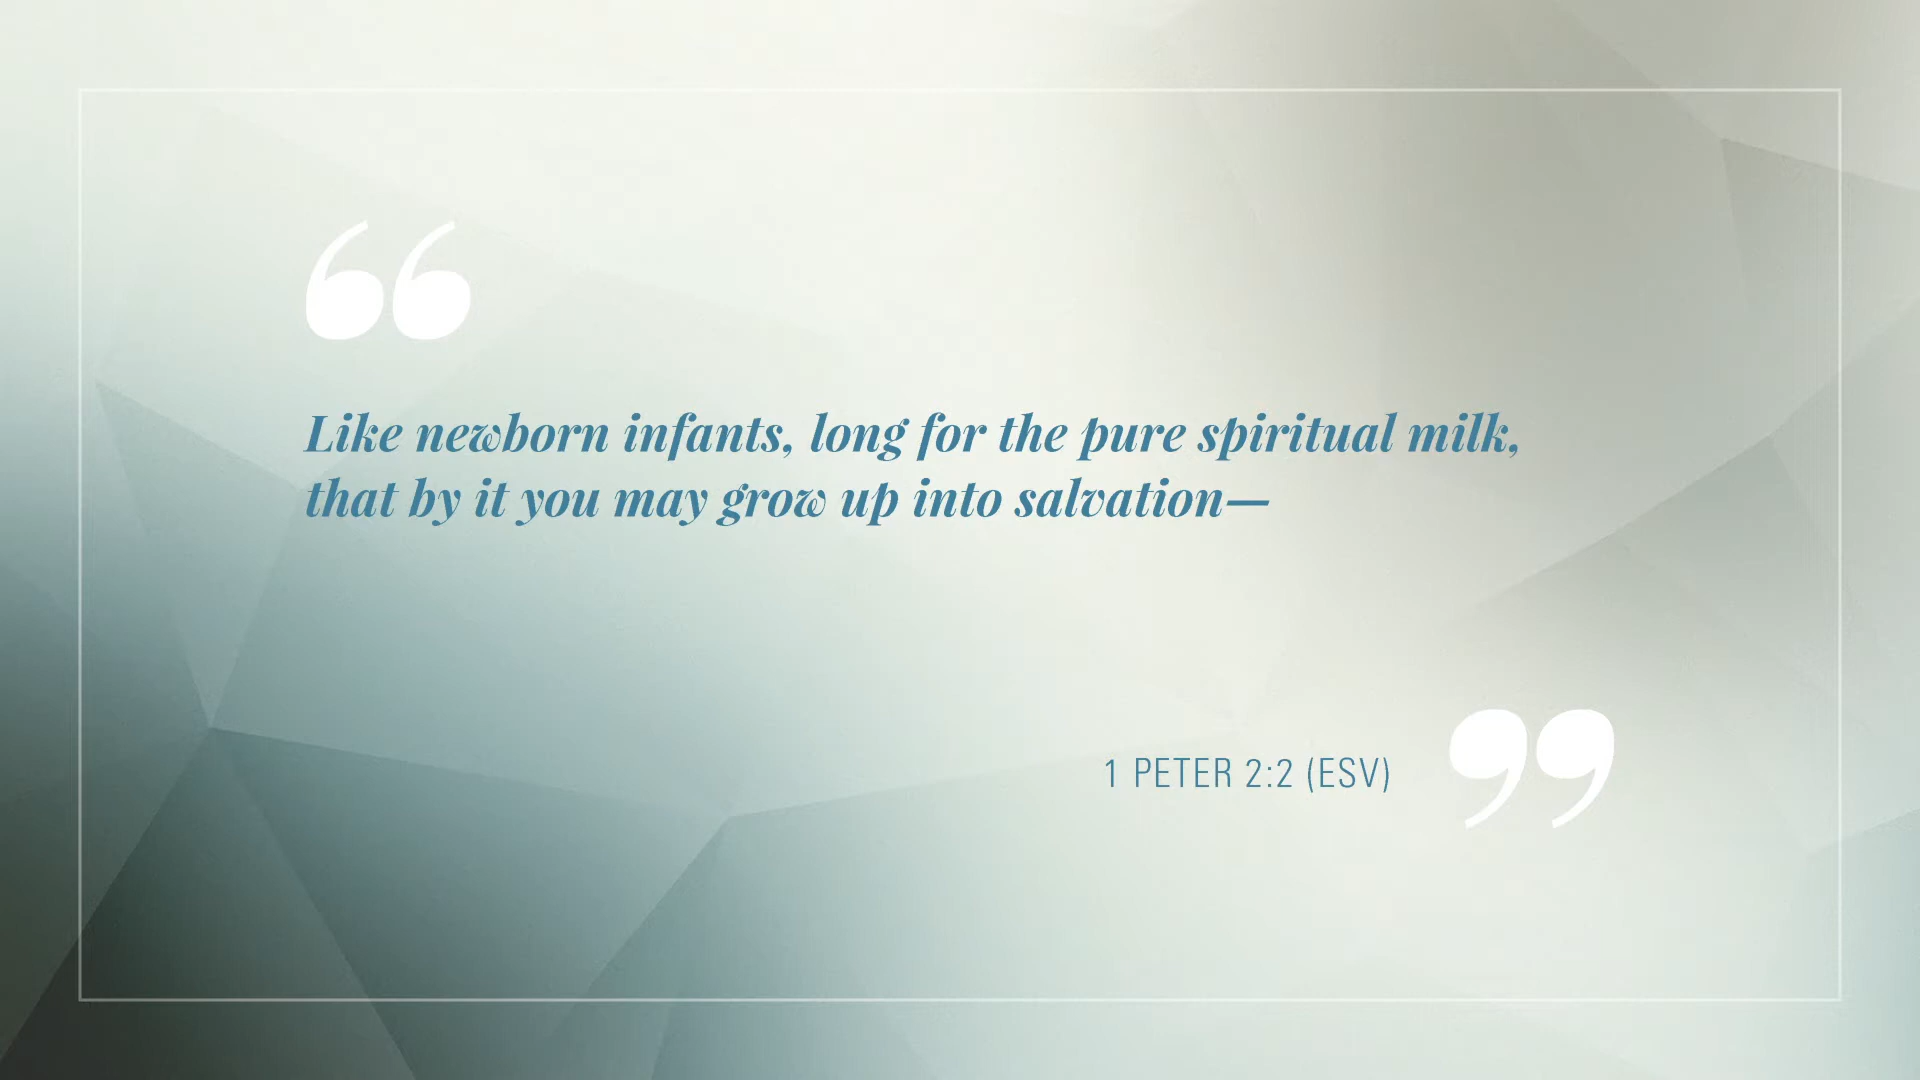 “
Like newborn infants, long for the pure spiritual milk,
that by it you may grow up into salvation—
1 PETER 2:2 (ESV) ”